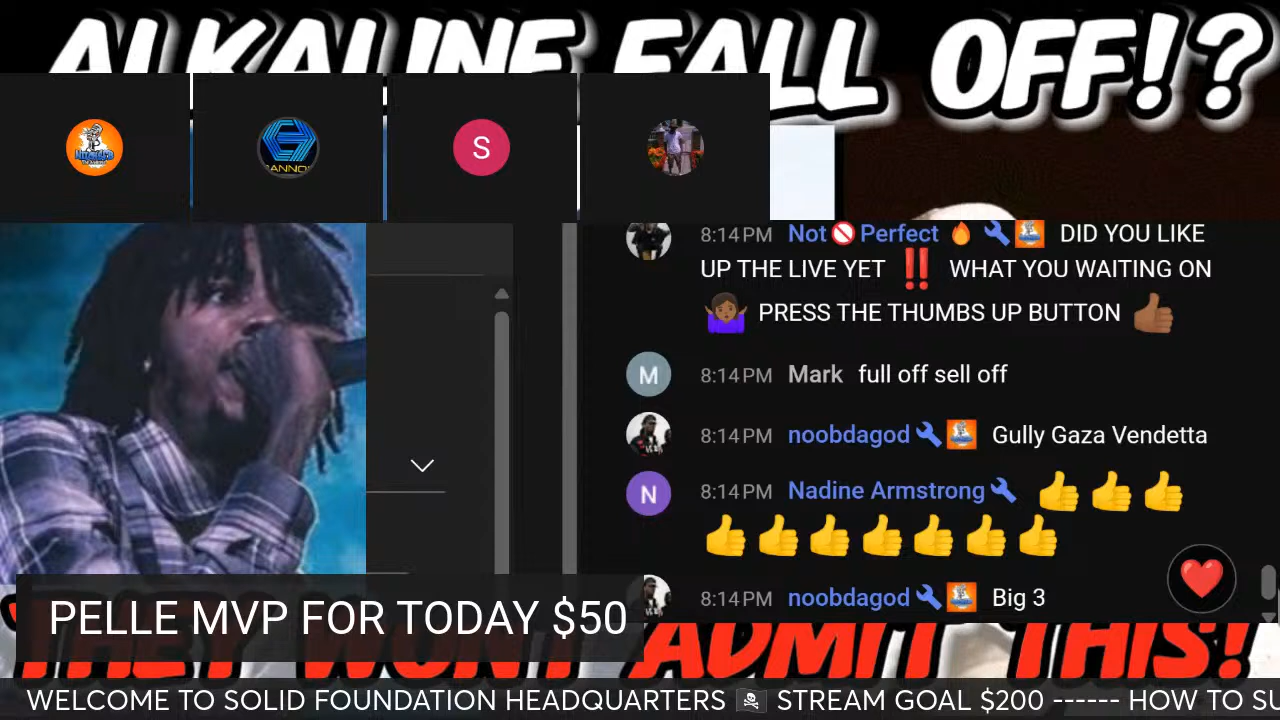 ALKALINE FALL OFF!?
S
8:14 PM Not🚫Perfect 🔥 DID YOU LIKE
UP THE LIVE YET ‼️ WHAT YOU WAITING ON
🤷🏾‍♀️ PRESS THE THUMBS UP BUTTON 👍🏾
M 8:14 PM Mark full off sell off
8:14 PM noobdagod Gully Gaza Vendetta
N 8:14 PM Nadine Armstrong 👍👍👍
👍👍👍👍👍👍👍
8:14 PM noobdagod Big 3
PELLE MVP FOR TODAY $50
THEY WONT ADMIT THIS!
WELCOME TO SOLID FOUNDATION HEADQUARTERS 🏴‍☠️ STREAM GOAL $200 ------ HOW TO SU